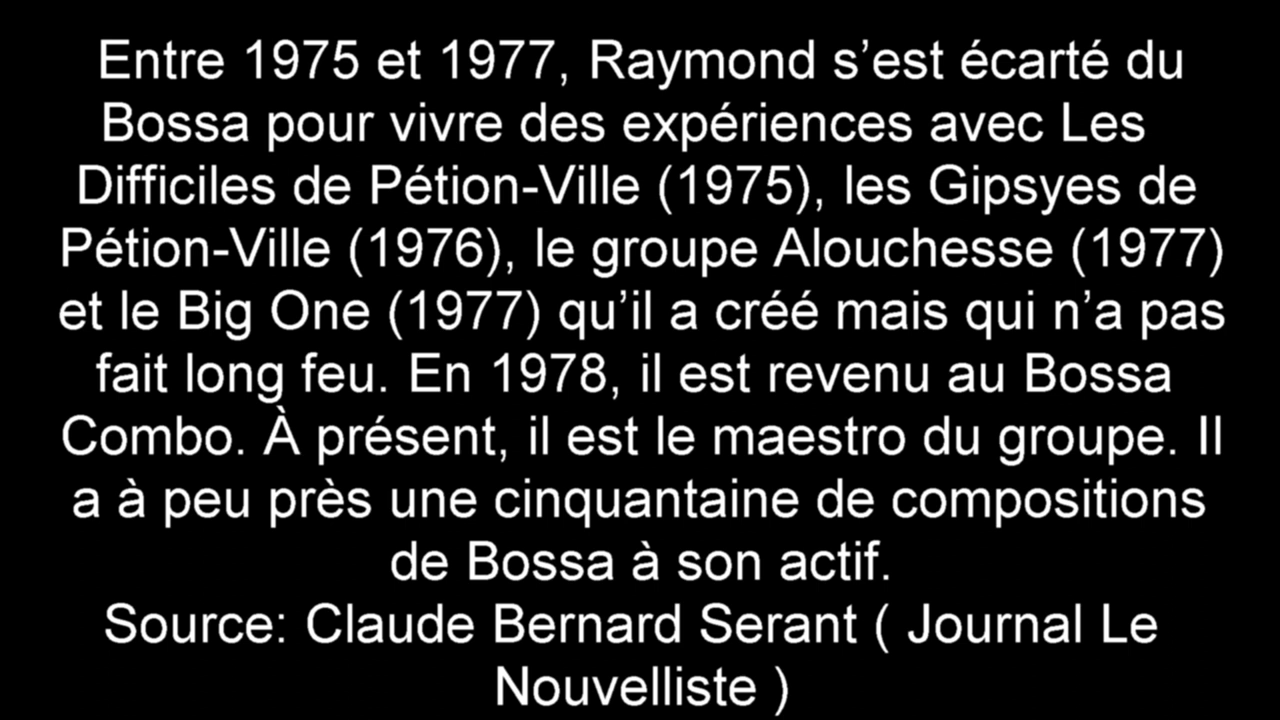 Entre 1975 et 1977, Raymond s’est écarté du
Bossa pour vivre des expériences avec Les
Difficiles de Pétion-Ville (1975), les Gipsyes de
Pétion-Ville (1976), le groupe Alouchesse (1977)
et le Big One (1977) qu’il a créé mais qui n’a pas
fait long feu. En 1978, il est revenu au Bossa
Combo. À présent, il est le maestro du groupe. Il
a à peu près une cinquantaine de compositions
de Bossa à son actif.
Source: Claude Bernard Serant ( Journal Le
Nouvelliste )